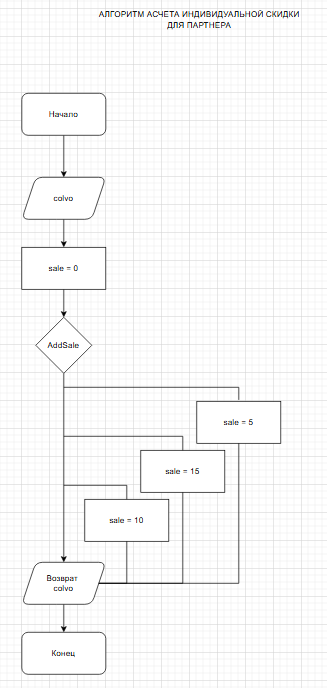 АЛГОРИТМ АСЧЕТА ИНДИВИДУАЛЬНОЙ СКИДКИ
ДЛЯ ПАРТНЕРА
Начало
colvo
sale = 0
AddSale
sale = 5
sale = 15
sale = 10
Возврат
colvo
Конец